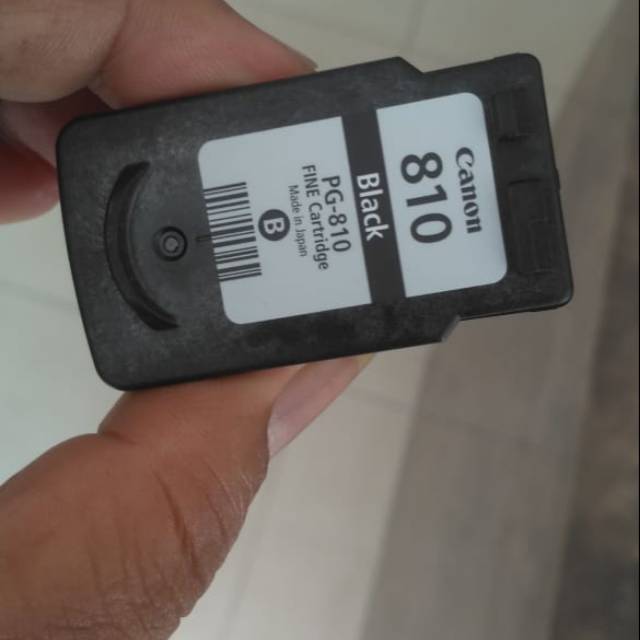 Canon
810
Black
PG-810
FINE Cartridge
Made in Japan
B